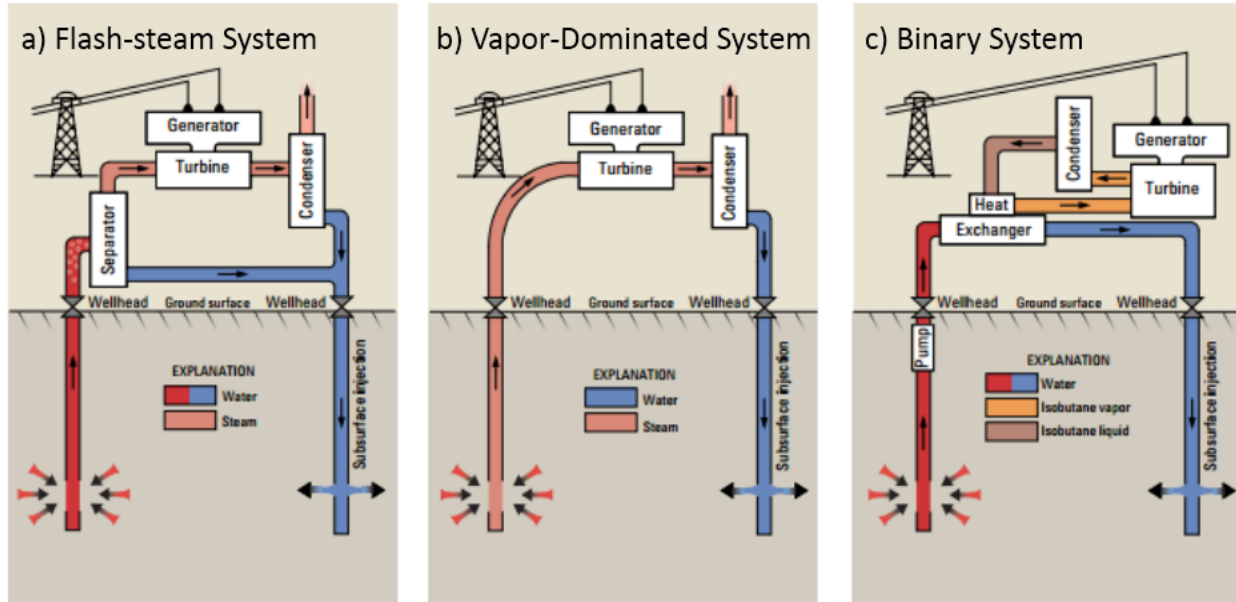 a) Flash-steam System
Generator
Turbine
Condenser
Separator
Wellhead
Ground surface
Wellhead
EXPLANATION
Water
Steam
Subsurface injection
b) Vapor-Dominated System
Generator
Turbine
Condenser
Wellhead
Ground surface
Wellhead
EXPLANATION
Water
Steam
Subsurface injection
c) Binary System
Condenser
Generator
Turbine
Heat
Exchanger
Wellhead
Ground surface
Wellhead
Pump
EXPLANATION
Water
Isobutane vapor
Isobutane liquid
Subsurface injection